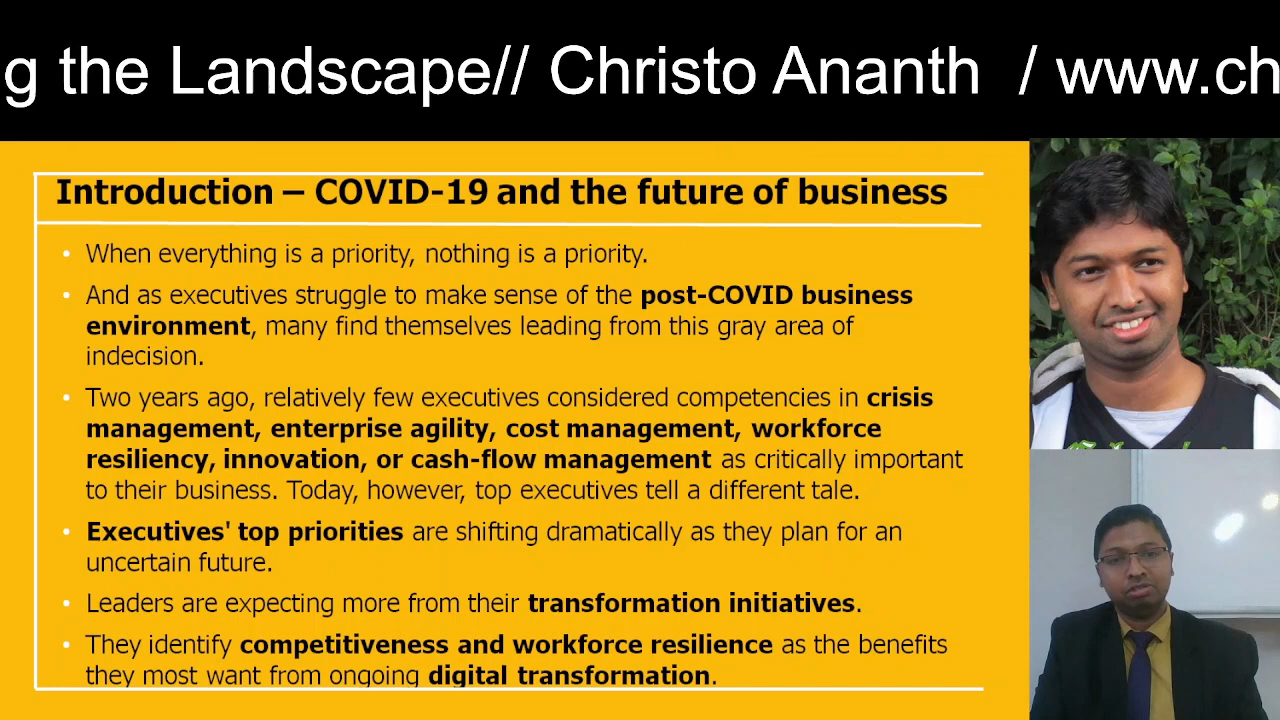 g the Landscape// Christo Ananth / www.ch
Introduction – COVID-19 and the future of business
• When everything is a priority, nothing is a priority.
• And as executives struggle to make sense of the post-COVID business
environment, many find themselves leading from this gray area of
indecision.
• Two years ago, relatively few executives considered competencies in crisis
management, enterprise agility, cost management, workforce
resiliency, innovation, or cash-flow management as critically important
to their business. Today, however, top executives tell a different tale.
• Executives' top priorities are shifting dramatically as they plan for an
uncertain future.
• Leaders are expecting more from their transformation initiatives.
• They identify competitiveness and workforce resilience as the benefits
they most want from ongoing digital transformation.